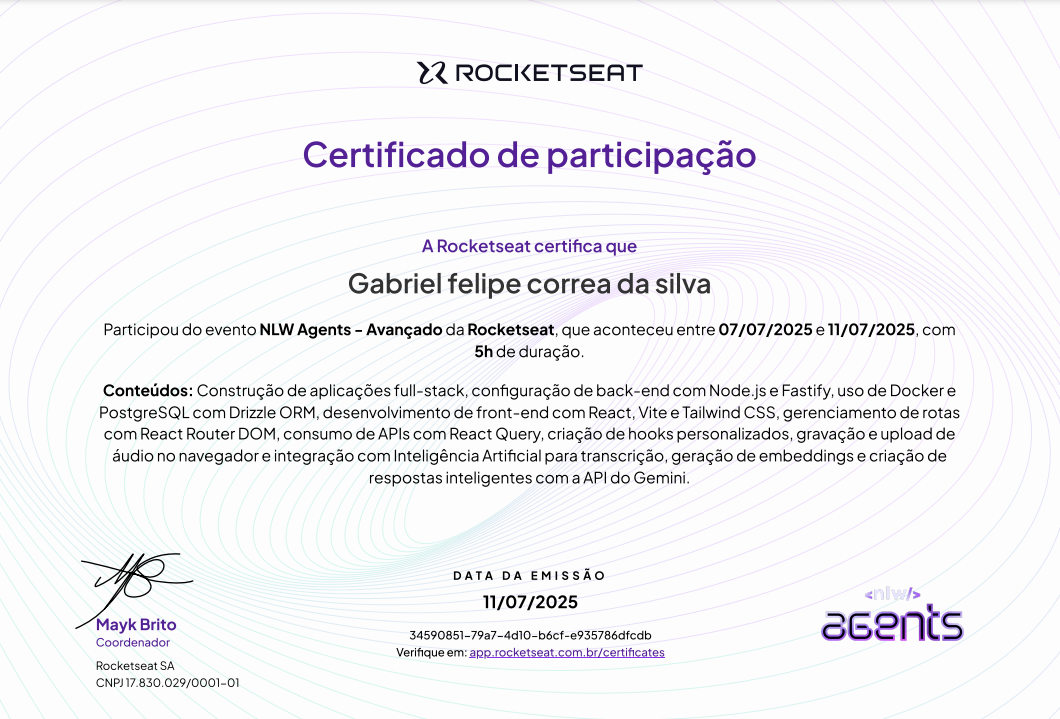 ROCKETSEAT
Certificado de participação
A Rocketseat certifica que
Gabriel felipe correa da silva
Participou do evento NLW Agents - Avançado da Rocketseat, que aconteceu entre 07/07/2025 e 11/07/2025, com
5h de duração.
Conteúdos: Construção de aplicações full-stack, configuração de back-end com Node.js e Fastify, uso de Docker e
PostgreSQL com Drizzle ORM, desenvolvimento de front-end com React, Vite e Tailwind CSS, gerenciamento de rotas
com React Router DOM, consumo de APIs com React Query, criação de hooks personalizados, gravação e upload de
áudio no navegador e integração com Inteligência Artificial para transcrição, geração de embeddings e criação de
respostas inteligentes com a API do Gemini.
Mayk Brito
Coordenador
Rocketseat SA
CNPJ 17.830.029/0001-01
DATA DA EMISSÃO
11/07/2025
34590851-79a7-4d10-b6cf-e935786dfcdb
Verifique em: app.rocketseat.com.br/certificates
<nlw/>
agents